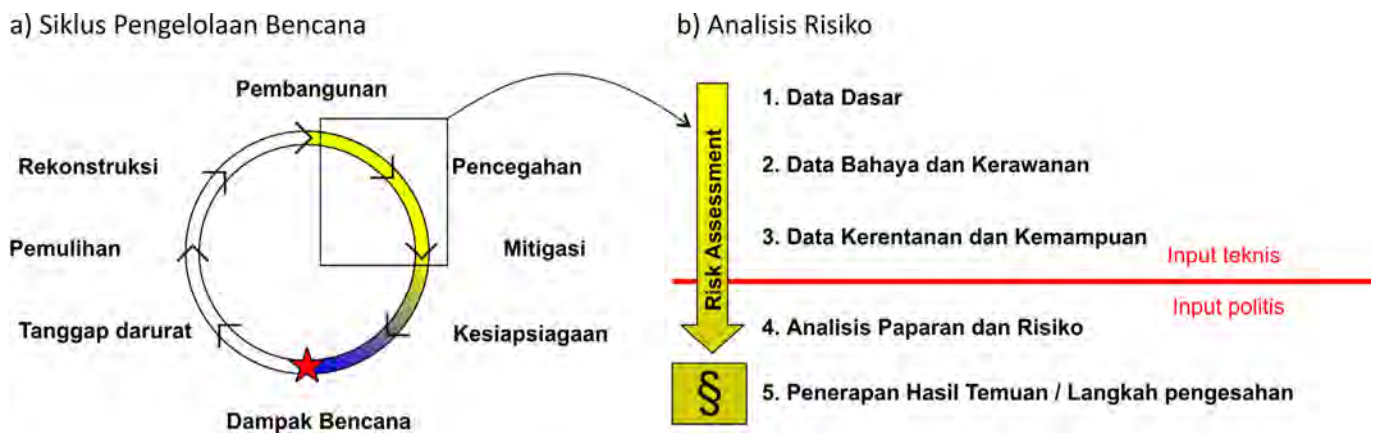 a) Siklus Pengelolaan Bencana
Pembangunan
Rekonstruksi
Pencegahan
Pemulihan
Mitigasi
Tanggap darurat
Kesiapsiagaan
Dampak Bencana
b) Analisis Risiko
Risk Assessment
1. Data Dasar
2. Data Bahaya dan Kerawanan
3. Data Kerentanan dan Kemampuan
Input teknis
Input politis
4. Analisis Paparan dan Risiko
§
5. Penerapan Hasil Temuan / Langkah pengesahan